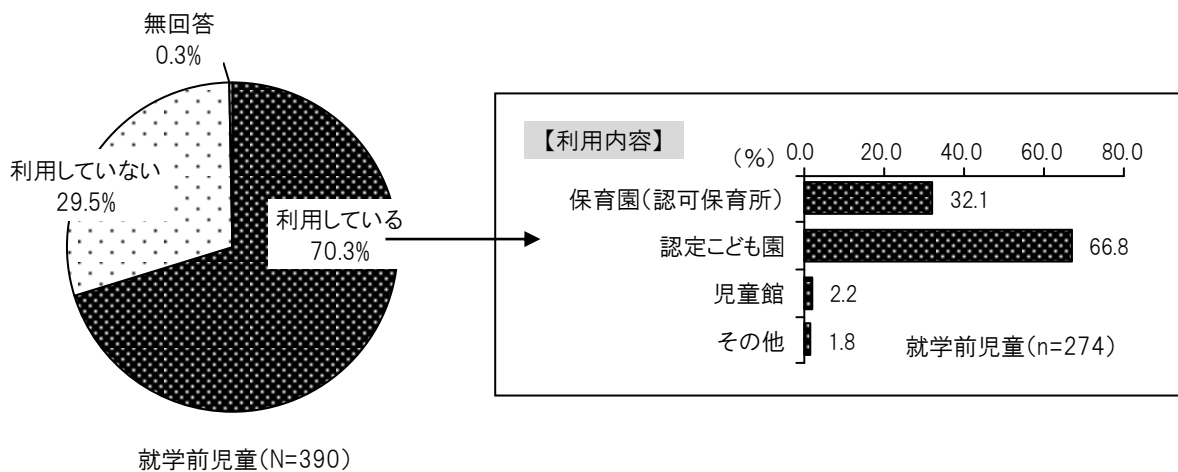 無回答
0.3%
利用していない
29.5%
利用している
70.3%
就学前児童(N=390)
【利用内容】
(%)
0.0 20.0 40.0 60.0 80.0
保育園(認可保育所) 32.1
認定こども園 66.8
児童館 2.2
その他 1.8
就学前児童(n=274)